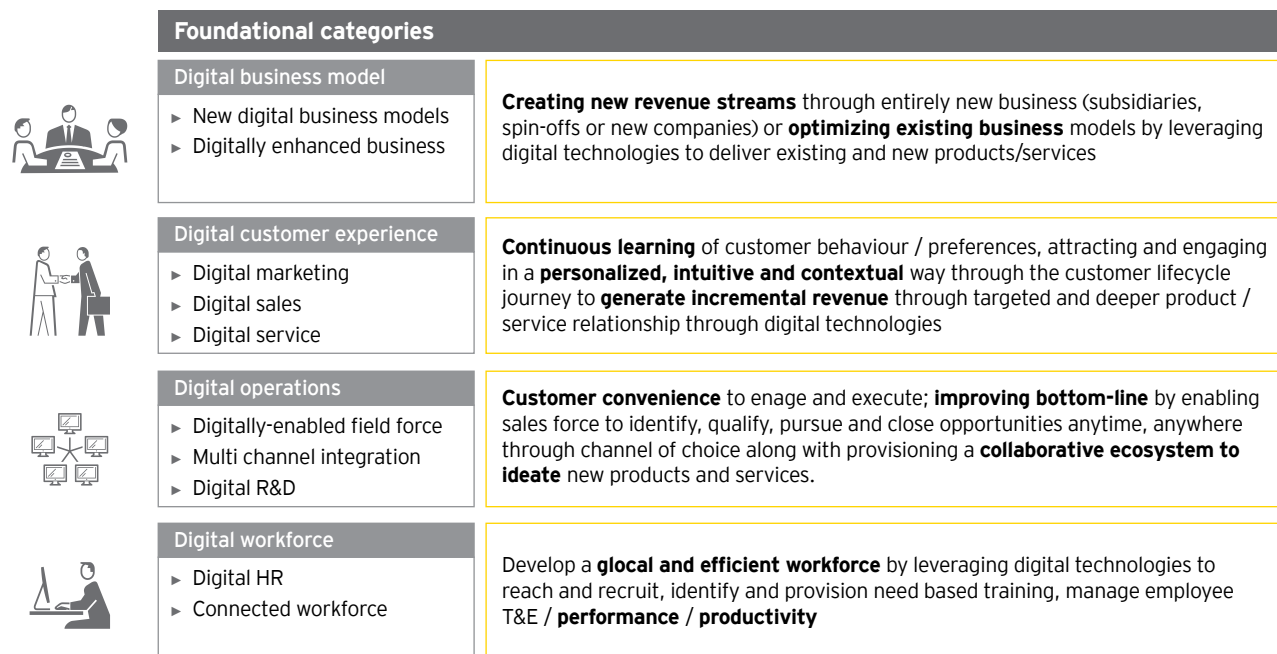 Foundational categories
Digital business model
► New digital business models
► Digitally enhanced business
Creating new revenue streams through entirely new business (subsidiaries,
spin-offs or new companies) or optimizing existing business models by leveraging
digital technologies to deliver existing and new products/services
Digital customer experience
► Digital marketing
► Digital sales
► Digital service
Continuous learning of customer behaviour / preferences, attracting and engaging
in a personalized, intuitive and contextual way through the customer lifecycle
journey to generate incremental revenue through targeted and deeper product /
service relationship through digital technologies
Digital operations
► Digitally-enabled field force
► Multi channel integration
► Digital R&D
Customer convenience to enage and execute; improving bottom-line by enabling
sales force to identify, qualify, pursue and close opportunities anytime, anywhere
through channel of choice along with provisioning a collaborative ecosystem to
ideate new products and services.
Digital workforce
► Digital HR
► Connected workforce
Develop a glocal and efficient workforce by leveraging digital technologies to
reach and recruit, identify and provision need based training, manage employee
T&E / performance / productivity